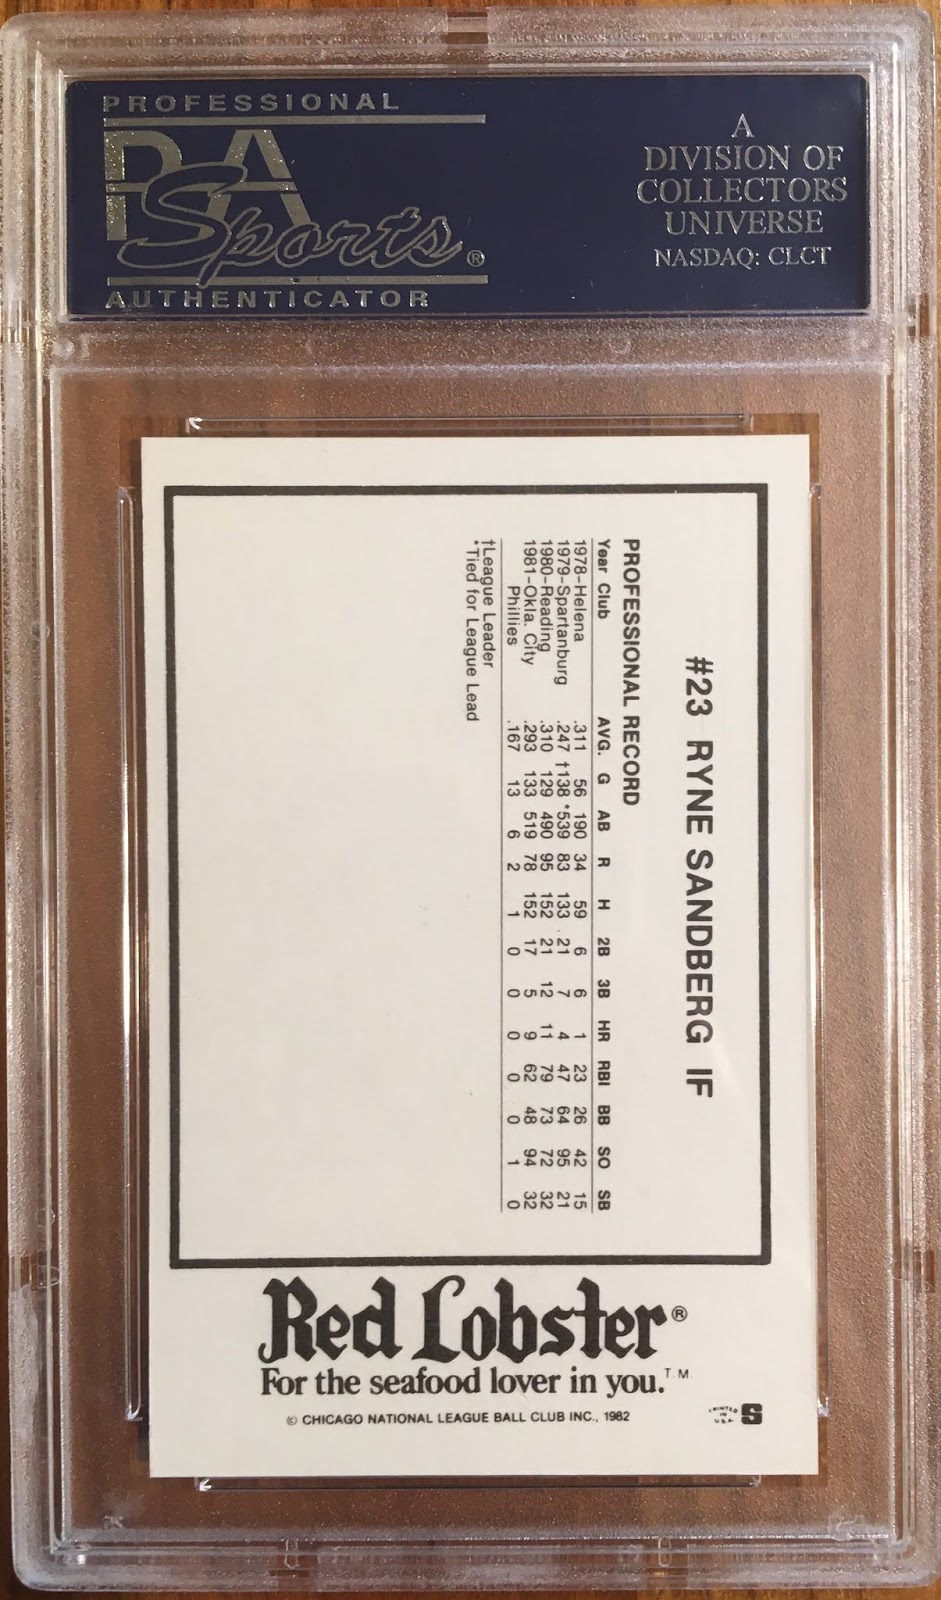 PROFESSIONAL
PSA
Sports®
AUTHENTICATOR
A
DIVISION OF
COLLECTORS
UNIVERSE
NASDAQ: CLCT
#23 RYNE SANDBERG IF
PROFESSIONAL RECORD
Year Club AVG. G AB R H 2B 3B HR RBI BB SO SB
1978-Helena .311 56 190 34 59 6 6 1 23 26 42 15
1979-Spartanburg .247 †138 *539 83 133 21 7 4 47 64 95 21
1980-Reading .310 129 490 95 152 21 12 11 79 73 72 32
1981-Okla. City .293 133 519 78 152 17 5 9 62 48 94 32
Phillies .167 13 6 2 1 0 0 0 0 0 1 0
†League Leader
*Tied for League Lead
Red Lobster®
For the seafood lover in you.™
© CHICAGO NATIONAL LEAGUE BALL CLUB INC., 1982
PRINTED
IN
U.S.A.
S